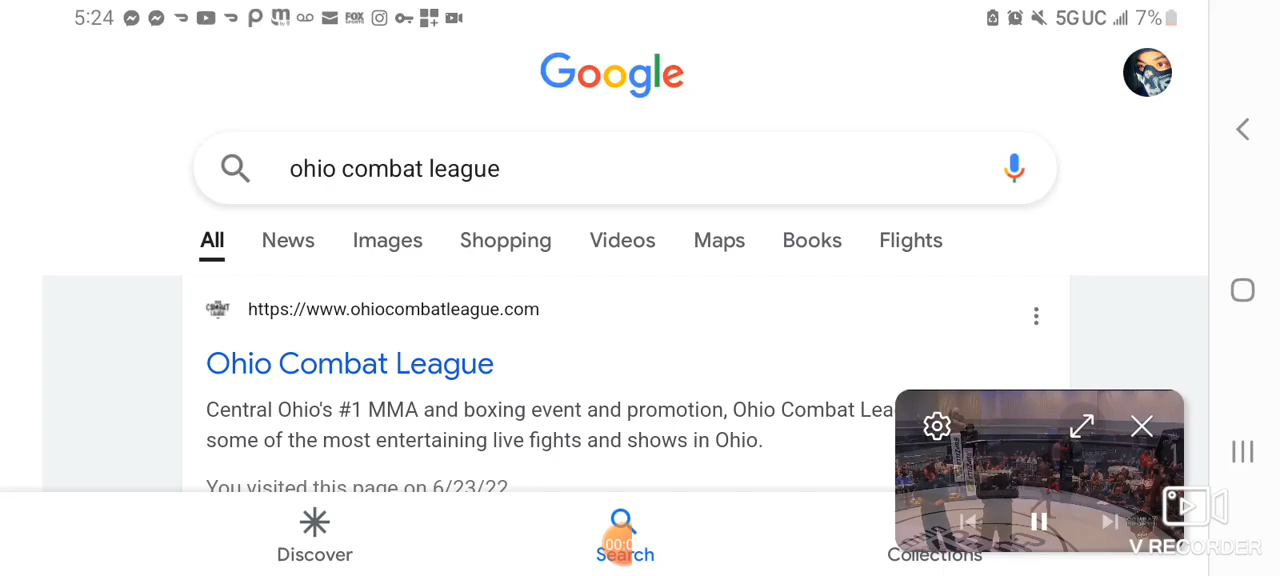 5:24 5GUC 7%
Google
ohio combat league
All News Images Shopping Videos Maps Books Flights
https://www.ohiocombatleague.com
Ohio Combat League
Central Ohio's #1 MMA and boxing event and promotion, Ohio Combat Lea
some of the most entertaining live fights and shows in Ohio.
You visited this page on 6/23/22
00:0
Discover Search Collections
V RECORDER